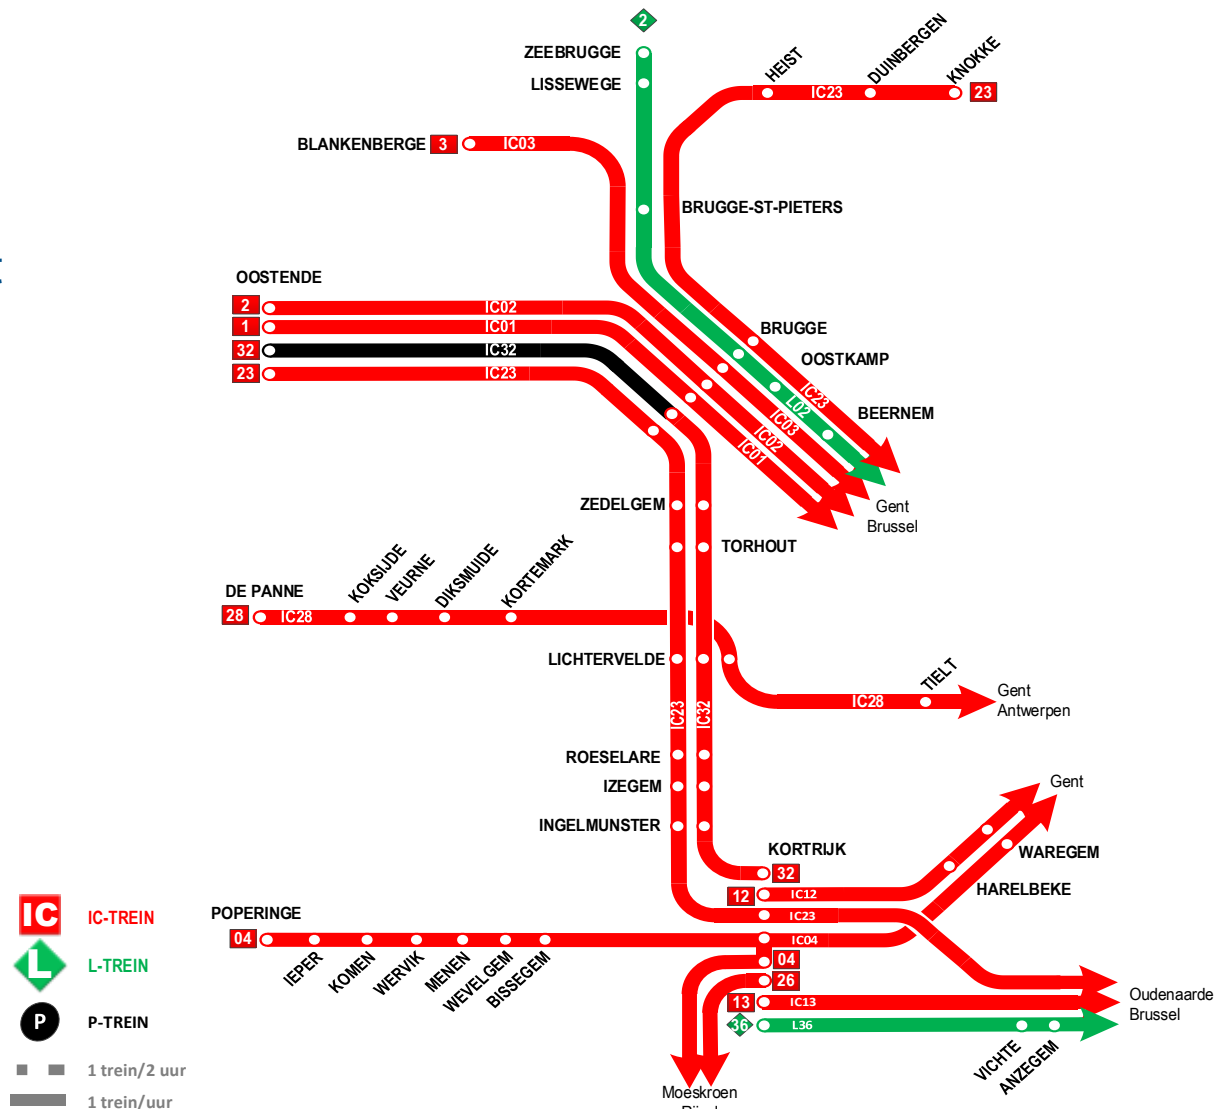 2
ZEEBRUGGE
LISSEWEGE
HEIST
DUINBERGEN
KNOKKE
IC23
23
BLANKENBERGE
3
IC03
BRUGGE-ST-PIETERS
OOSTENDE
2
IC02
1
IC01
32
IC32
23
IC23
BRUGGE
OOSTKAMP
BEERNEM
IC23
L02
IC03
IC02
IC01
Gent
Brussel
ZEDELGEM
TORHOUT
DE PANNE
28
IC28
KOKSIJDE
VEURNE
DIKSMUIDE
KORTEMARK
LICHTERVELDE
IC23
IC32
IC28
TIELT
Gent
Antwerpen
ROESELARE
IZEGEM
INGELMUNSTER
Gent
WAREGEM
HARELBEKE
KORTRIJK
32
12
IC12
IC23
POPERINGE
04
IEPER
KOMEN
WERVIK
MENEN
WEVELGEM
BISSEGEM
IC04
04
26
13
IC13
36
L36
VICHTE
ANZEGEM
Oudenaarde
Brussel
Moeskroen
IC
IC-TREIN
L
L-TREIN
P
P-TREIN
1 trein/2 uur
1 trein/uur